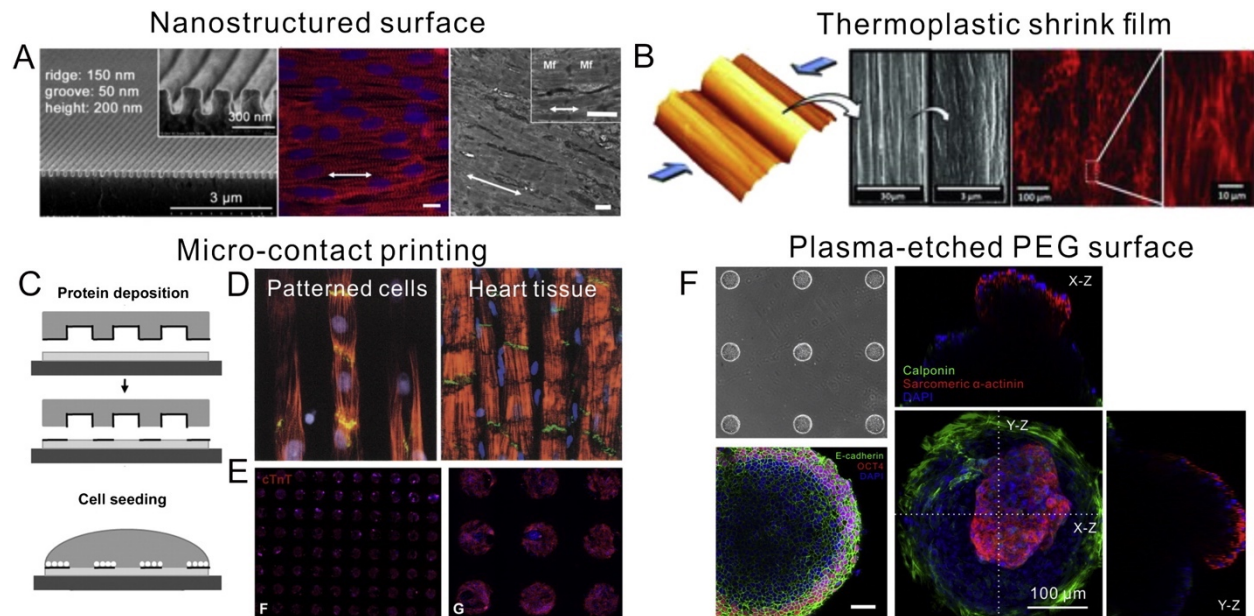 Nanostructured surface
A
ridge: 150 nm
groove: 50 nm
height: 200 nm
300 nm
3 μm
Mf
Mf
Thermoplastic shrink film
B
30μm
3 μm
100 μm
10 μm
Micro-contact printing
C
Protein deposition
Cell seeding
D
Patterned cells
Heart tissue
E
cTnT
F
G
Plasma-etched PEG surface
F
X-Z
Calponin
Sarcomeric α-actinin
DAPI
E-cadherin
OCT4
DAPI
Y-Z
X-Z
100 μm
Y-Z